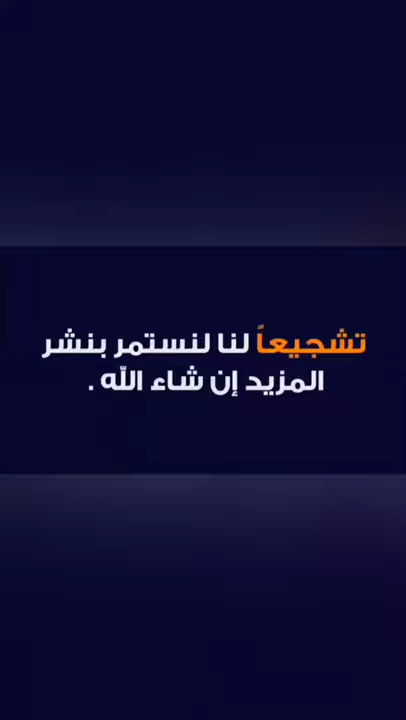 تشجيعاً لنا لنستمر بنشر
المزيد إن شاء الله .